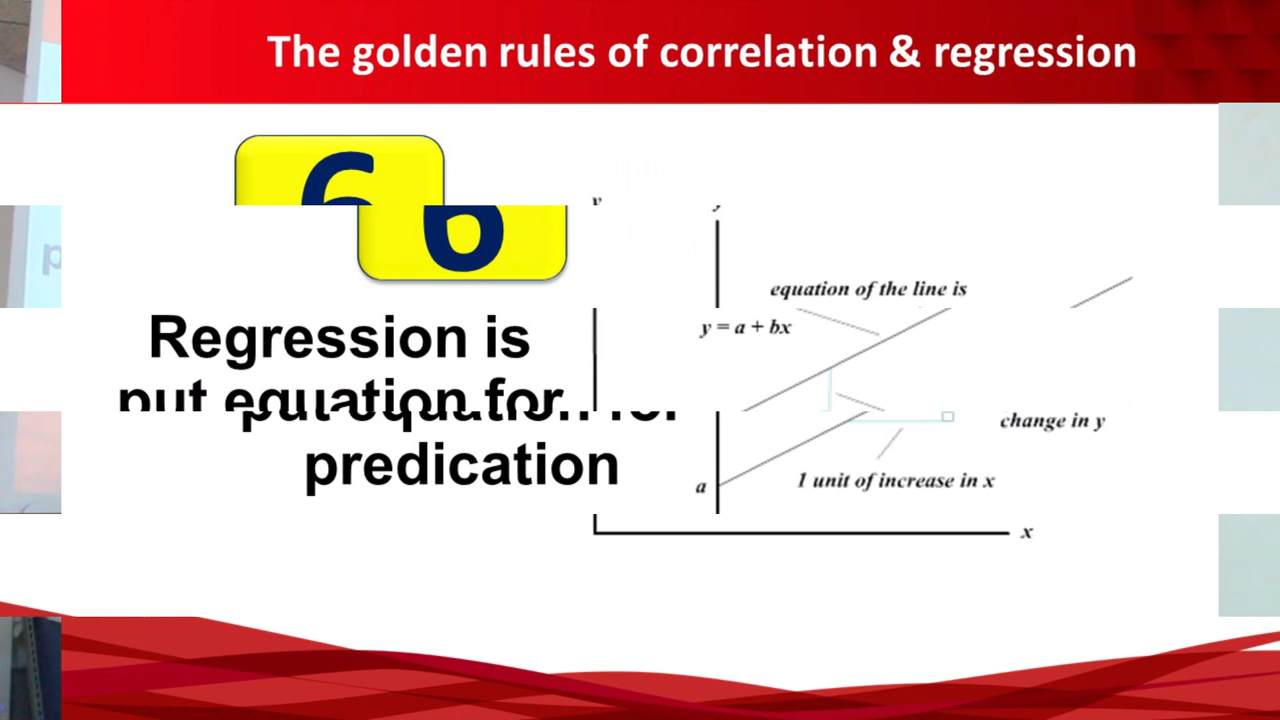 The golden rules of correlation & regression
6
Regression is
put equation for
predication
y
equation of the line is
y = a + bx
change in y
a
1 unit of increase in x
x